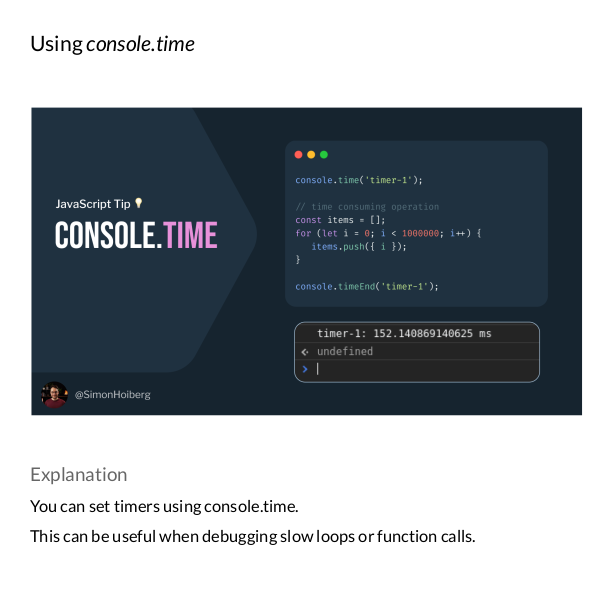 Using console.time
JavaScript Tip
CONSOLE.TIME
console.time('timer-1');
// time consuming operation
const items = [];
for (let i = 0; i < 1000000; i++) {
items.push({ i });
}
console.timeEnd('timer-1');
timer-1: 152.140869140625 ms
undefined
@SimonHoiberg
Explanation
You can set timers using console.time.
This can be useful when debugging slow loops or function calls.